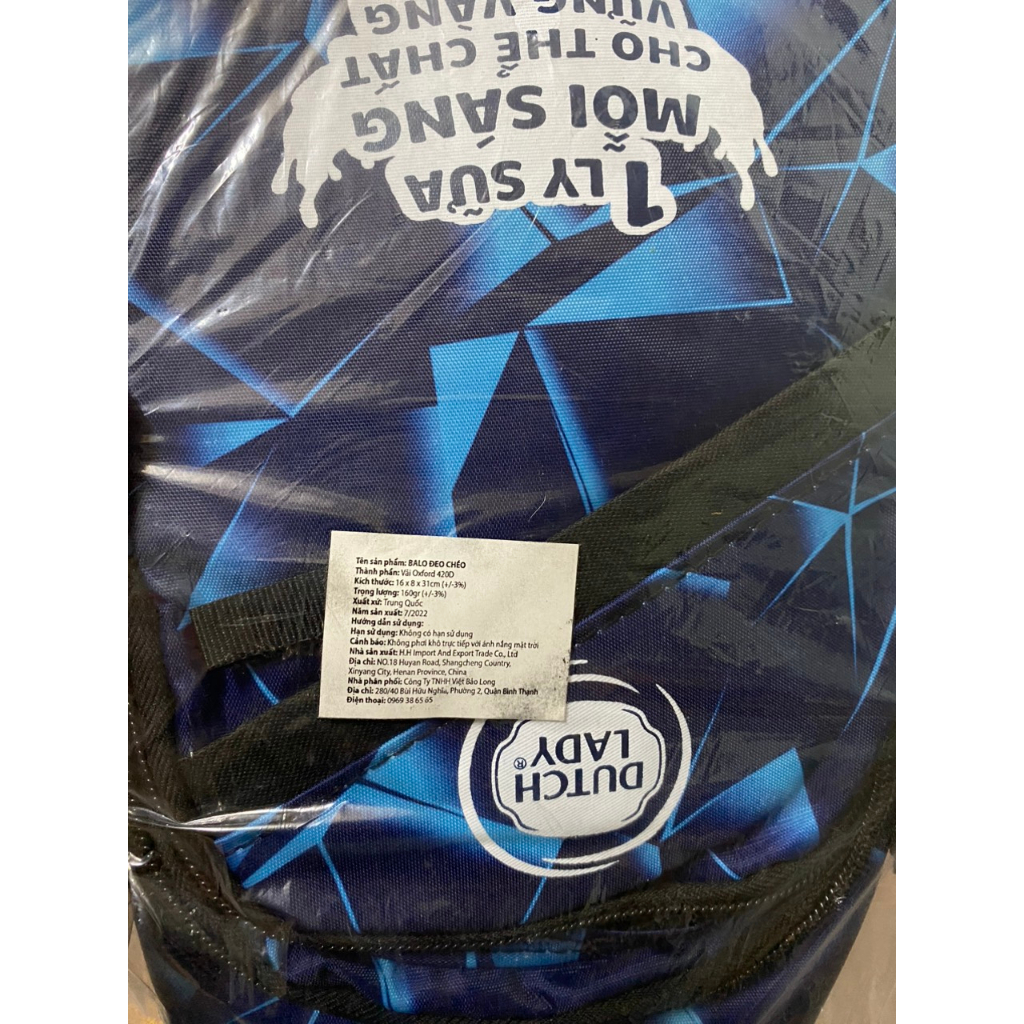 1 LY SỮA
MỖI SÁNG
CHO THỂ CHẤT
VỮNG VÀNG
Tên sản phẩm: BALO ĐEO CHÉO
Thành phần: Vải Oxford 420D
Kích thước: 16 x 8 x 31cm (+/-3%)
Trọng lượng: 160gr (+/-3%)
Xuất xứ: Trung Quốc
Năm sản xuất: 7/2022
Hướng dẫn sử dụng:
Hạn sử dụng: Không có hạn sử dụng
Cảnh báo: Không phơi khô trực tiếp với ánh nắng mặt trời
Nhà sản xuất: H.H Import And Export Trade Co., Ltd
Địa chỉ: NO.18 Huyan Road, Shangcheng Country,
Xinyang City, Henan Province, China
Nhà phân phối: Công Ty TNHH Việt Bảo Long
Địa chỉ: 280/40 Bùi Hữu Nghĩa, Phường 2, Quận Bình Thạnh
Điện thoại: 0969 38 65 65
DUTCH
LADY®